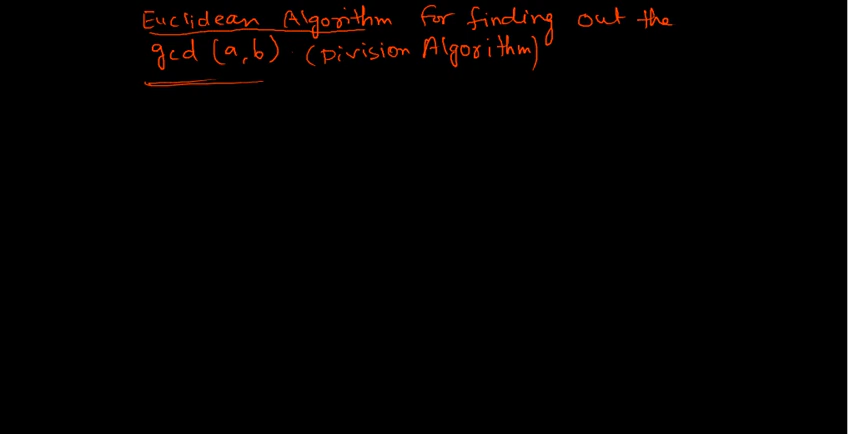 Euclidean Algorithm for finding out the
gcd (a,b). (Division Algorithm)